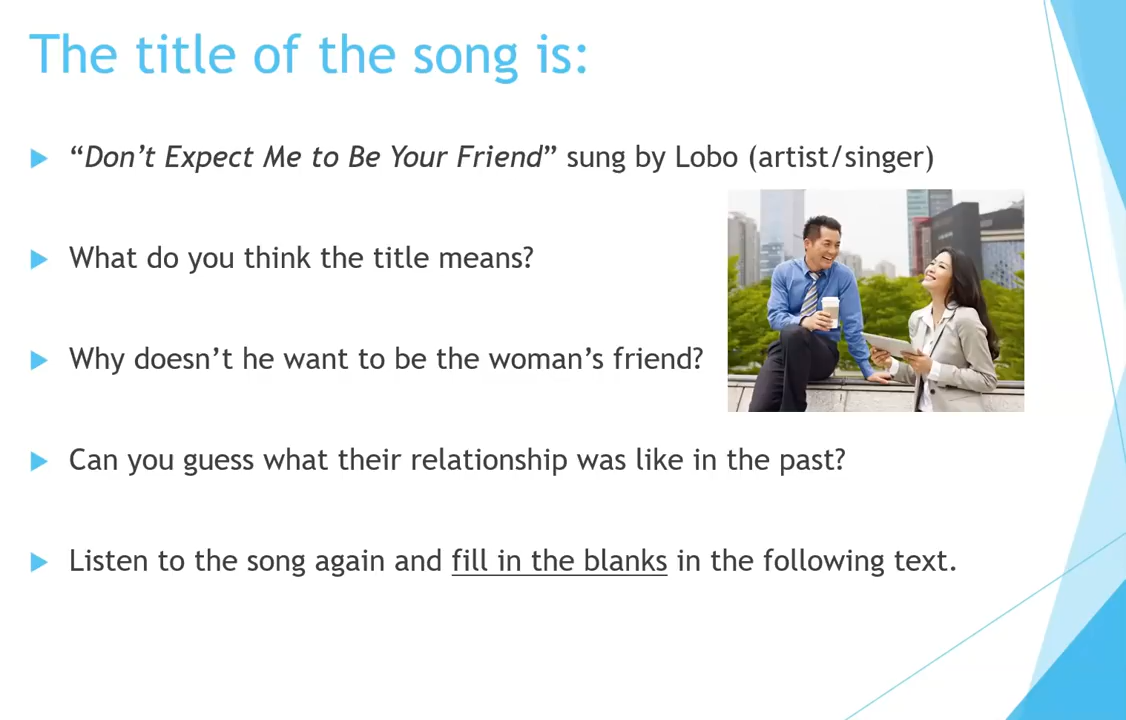 The title of the song is:
“Don’t Expect Me to Be Your Friend” sung by Lobo (artist/singer)
What do you think the title means?
Why doesn’t he want to be the woman’s friend?
Can you guess what their relationship was like in the past?
Listen to the song again and fill in the blanks in the following text.